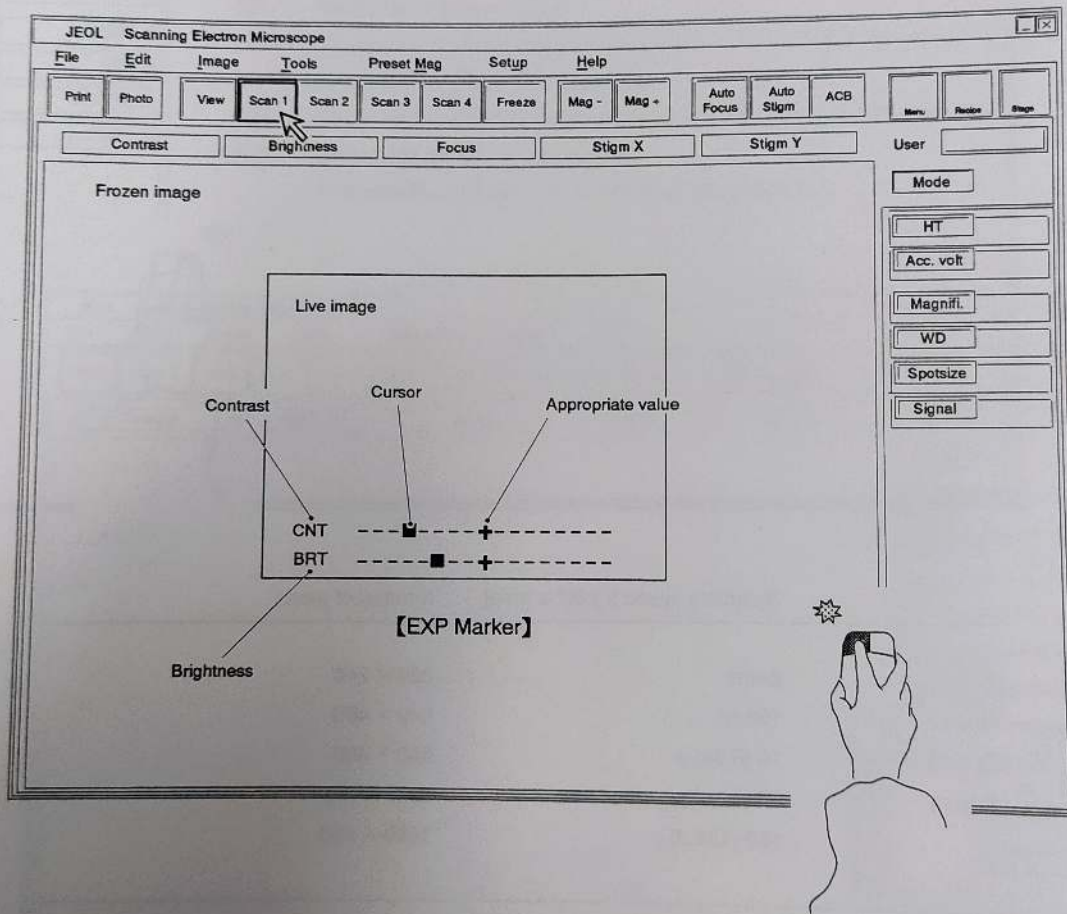 JEOL Scanning Electron Microscope
File Edit Image Tools Preset Mag Setup Help
Print Photo View Scan 1 Scan 2 Scan 3 Scan 4 Freeze Mag - Mag + Auto Focus Auto Stigm ACB Menu Recipe Stage
Contrast Brightness Focus Stigm X Stigm Y User
Frozen image
Mode
HT
Acc. volt
Live image
Magnifi.
WD
Spotsize
Cursor
Contrast
Appropriate value
Signal
CNT
BRT
【EXP Marker】
Brightness